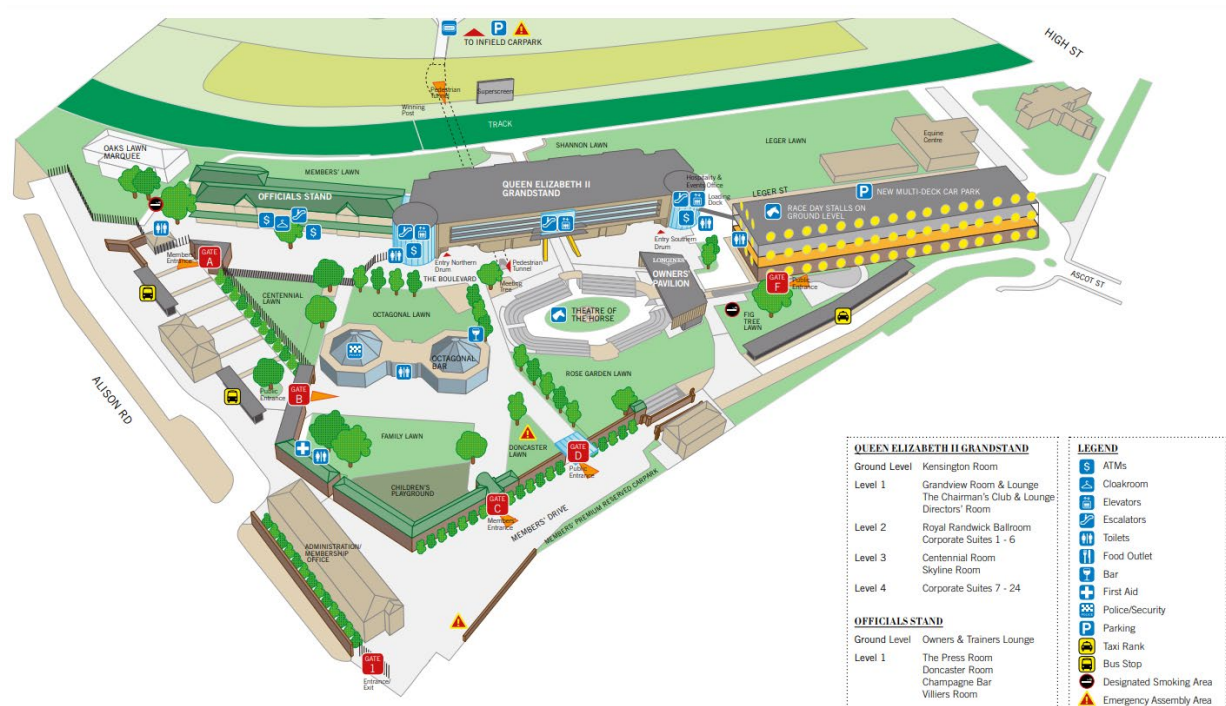 TO INFIELD CARPARK
HIGH ST
Pedestrian
Tunnel
Superscreen
Winning
Post
TRACK
SHANNON LAWN
LEGER LAWN
Equine
Centre
OAKS LAWN
MARQUEE
MEMBERS' LAWN
OFFICIALS STAND
QUEEN ELIZABETH II
GRANDSTAND
Hospitality &
Events Office
Loading
Dock
LEGER ST
P
NEW MULTI-DECK CAR PARK
RACE DAY STALLS ON
GROUND LEVEL
Members'
Entrance
GATE
A
Entry Northern
Drum
Pedestrian
Tunnel
Meeting
Tree
THE BOULEVARD
Entry Southern
Drum
LONGINES
OWNERS'
PAVILION
GATE
F
Public
Entrance
ASCOT ST
CENTENNIAL
LAWN
OCTAGONAL LAWN
THEATRE OF
THE HORSE
FIG
TREE
LAWN
OCTAGONAL
BAR
ROSE GARDEN LAWN
ALISON RD
Public
Entrance
GATE
B
FAMILY LAWN
DONCASTER
LAWN
GATE
D
Public
Entrance
CHILDREN'S
PLAYGROUND
GATE
C
Members'
Entrance
MEMBERS' DRIVE
MEMBERS' PREMIUM RESERVED CARPARK
ADMINISTRATION/
MEMBERSHIP
OFFICE
GATE
1
Entrance/
Exit
QUEEN ELIZABETH II GRANDSTAND
Ground Level Kensington Room
Level 1 Grandview Room & Lounge
The Chairman's Club & Lounge
Directors' Room
Level 2 Royal Randwick Ballroom
Corporate Suites 1 - 6
Level 3 Centennial Room
Skyline Room
Level 4 Corporate Suites 7 - 24
OFFICIALS STAND
Ground Level Owners & Trainers Lounge
Level 1 The Press Room
Doncaster Room
Champagne Bar
Villiers Room
LEGEND
$ ATMs
Cloakroom
Elevators
Escalators
Toilets
Food Outlet
Bar
First Aid
Police/Security
P Parking
Taxi Rank
Bus Stop
Designated Smoking Area
Emergency Assembly Area